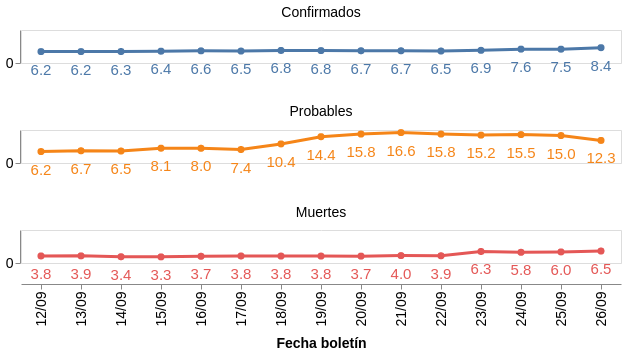 Confirmados
0
6.2 6.2 6.3 6.4 6.6 6.5 6.8 6.8 6.7 6.7 6.5 6.9 7.6 7.5 8.4
Probables
0
6.2 6.7 6.5 8.1 8.0 7.4 10.4 14.4 15.8 16.6 15.8 15.2 15.5 15.0 12.3
Muertes
0
3.8 3.9 3.4 3.3 3.7 3.8 3.8 3.8 3.7 4.0 3.9 6.3 5.8 6.0 6.5
12/09 13/09 14/09 15/09 16/09 17/09 18/09 19/09 20/09 21/09 22/09 23/09 24/09 25/09 26/09
Fecha boletín